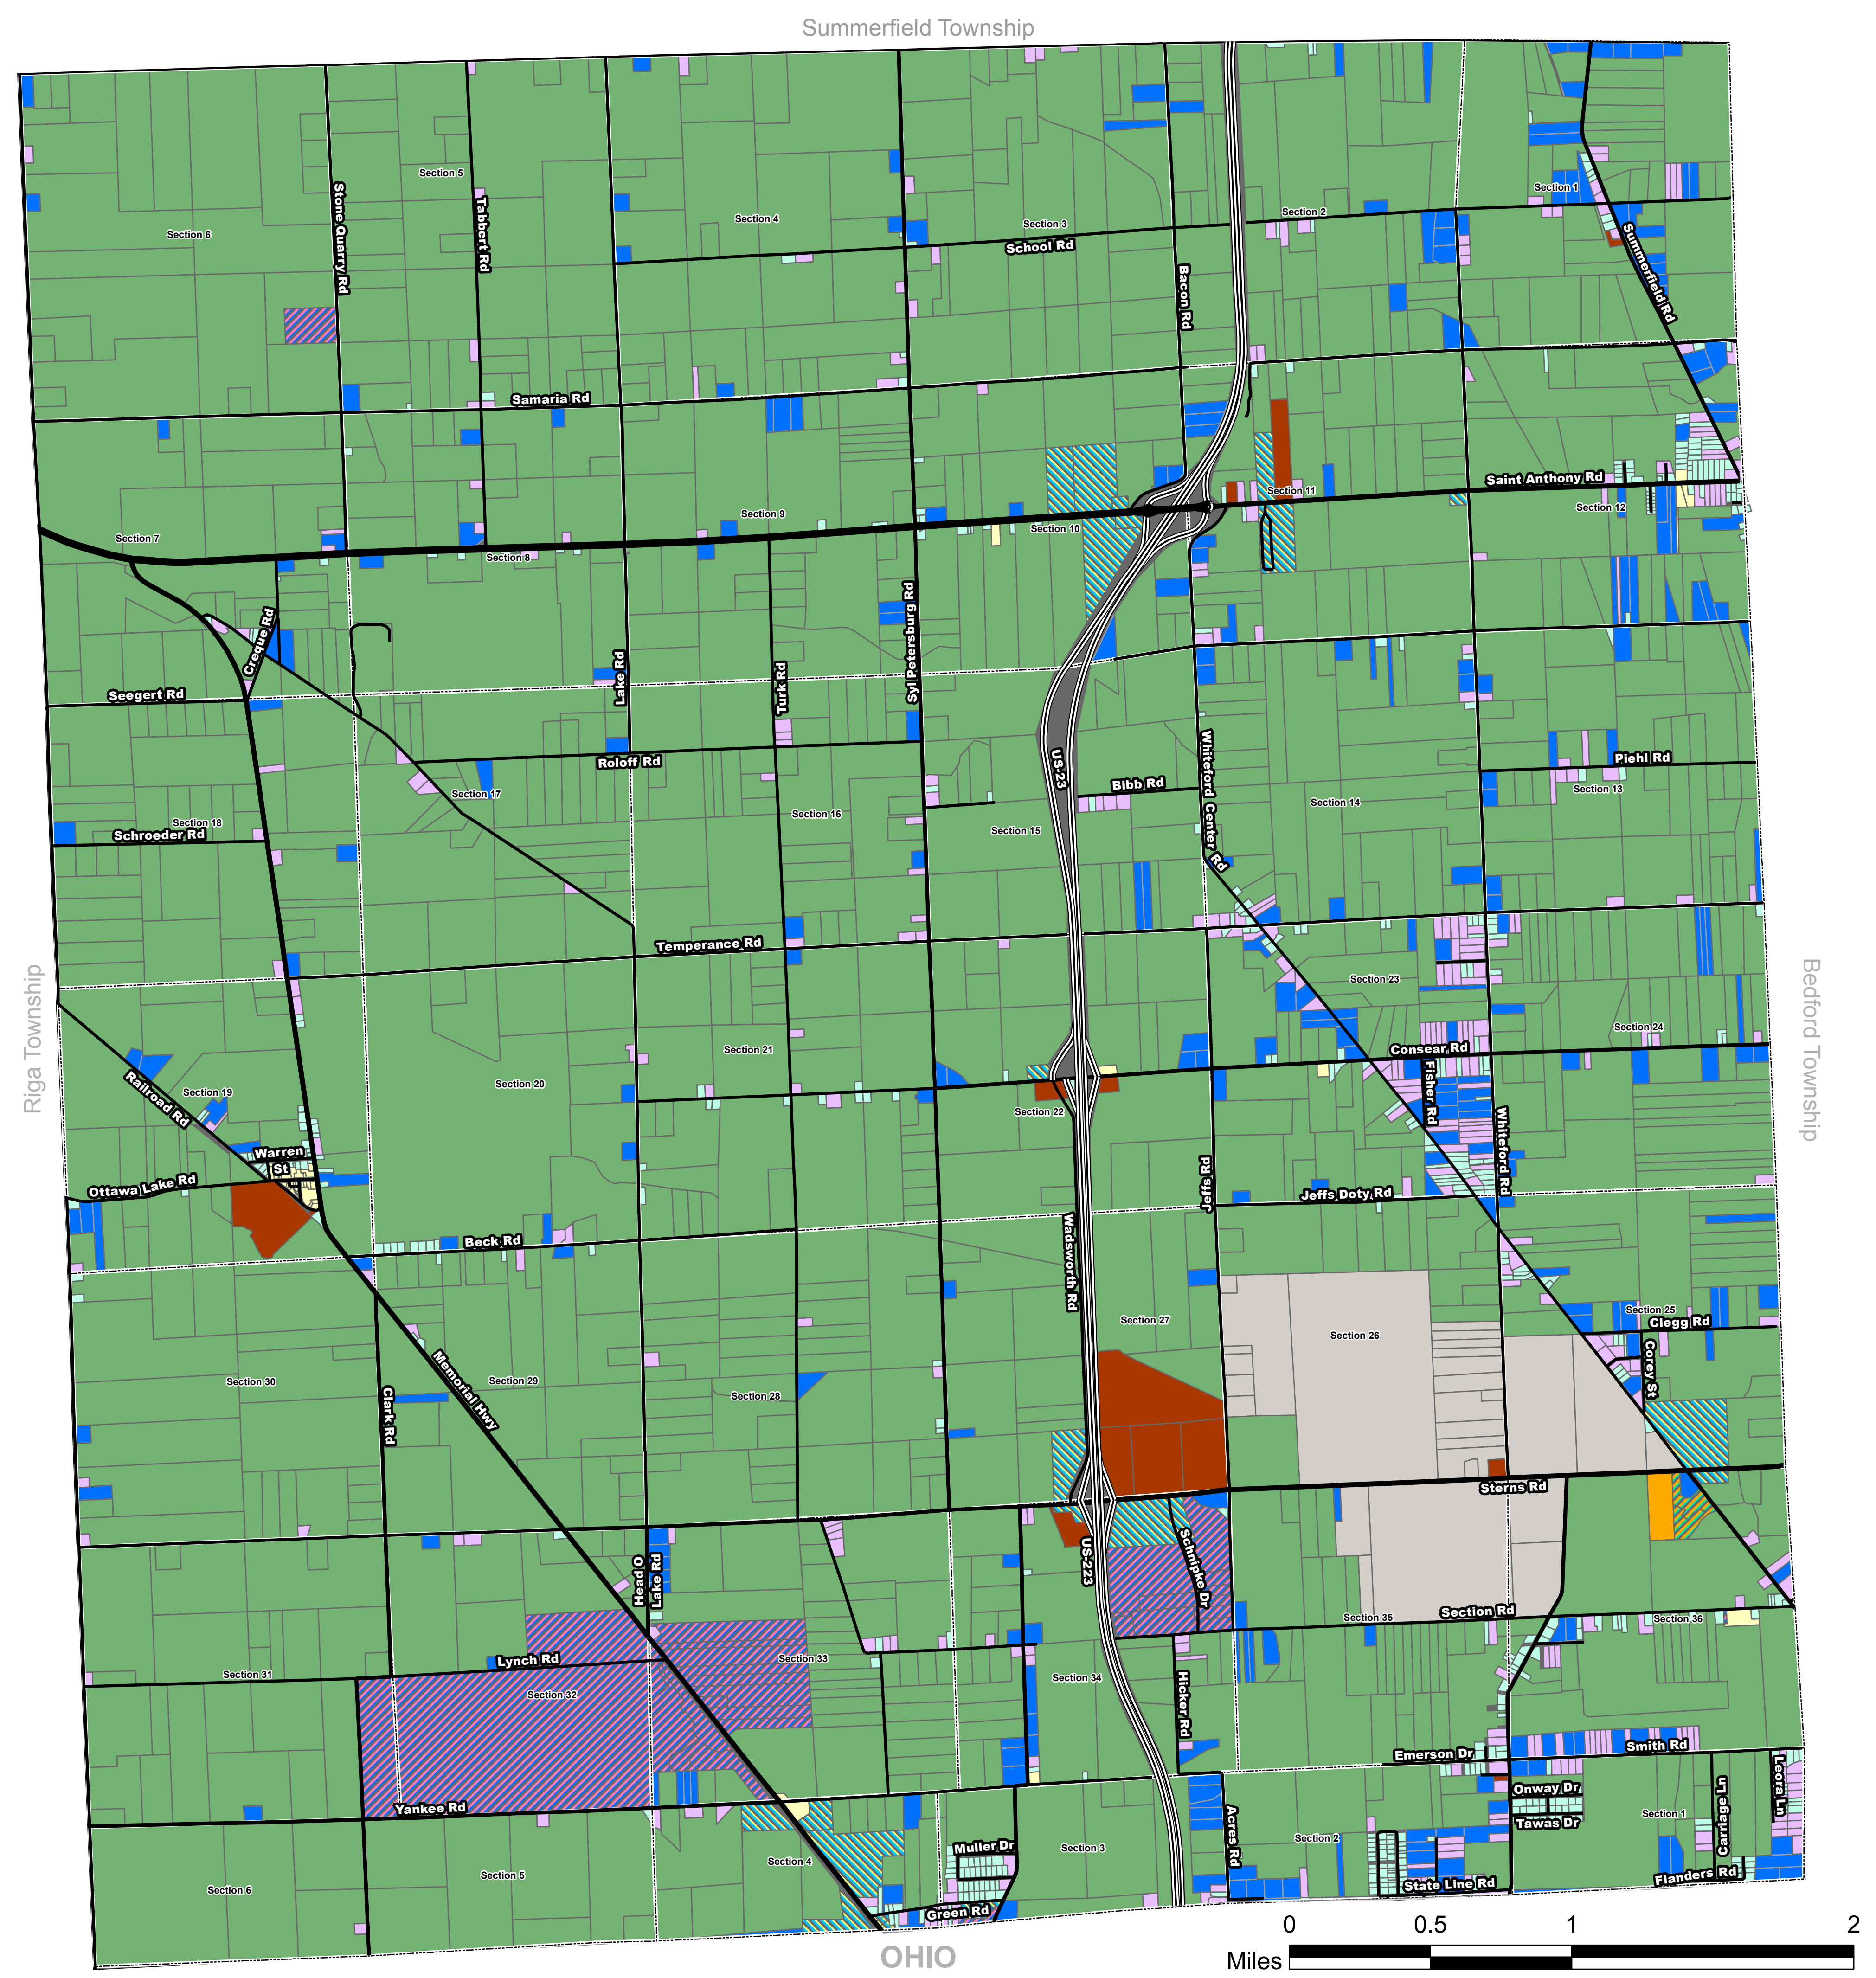 Summerfield Township
Section 1
Section 5
Section 2
Section 4
Section 3
Section 6
School Rd
Stone Quarry Rd
Tabbert Rd
Bacon Rd
Summerfield Rd
Samaria Rd
Saint Anthony Rd
Section 11
Section 12
Section 9
Section 10
Section 7
Section 8
Creque Rd
Lake Rd
Turk Rd
Syl Petersburg Rd
Seegert Rd
Roloff Rd
US-23
Whiteford Center Rd
Piehl Rd
Bibb Rd
Section 13
Section 17
Section 14
Section 16
Section 18
Schroeder Rd
Section 15
Temperance Rd
Section 23
Riga Township
Bedford Township
Section 24
Section 21
Consear Rd
Section 20
Section 19
Railroad Rd
Section 22
Fisher Rd
Whiteford Rd
Warren
St
Ottawa Lake Rd
Jeffs Rd
Jeffs Doty Rd
Beck Rd
Wadsworth Rd
Section 25
Section 27
Clegg Rd
Section 26
Corey St
Section 30
Section 29
Memorial Hwy
Section 28
Clark Rd
Sterns Rd
US-223
Schnipke Dr
Head O
Lake Rd
Section Rd
Section 35
Section 36
Lynch Rd
Section 33
Section 31
Section 34
Section 32
Hicker Rd
Smith Rd
Emerson Dr
Leora Ln
Onway Dr
Carriage Ln
Yankee Rd
Acres Rd
Section 1
Tawas Dr
Section 2
Muller Dr
Section 3
Section 4
Section 5
Flanders Rd
State Line Rd
Section 6
Green Rd
0 0.5 1 2
OHIO
Miles